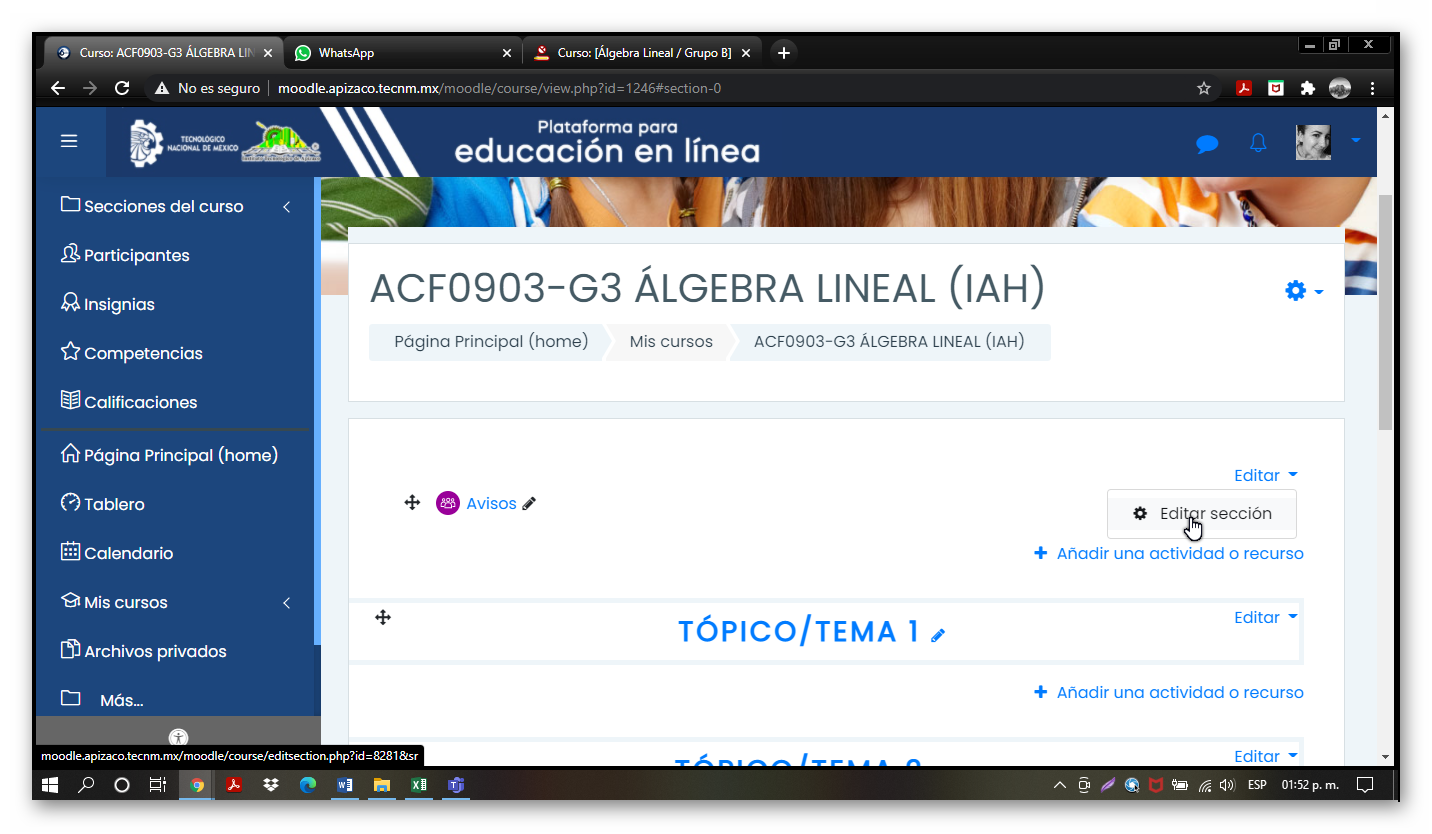 Curso: ACF0903-G3 ÁLGEBRA LIN
WhatsApp
Curso: [Álgebra Lineal / Grupo B]
No es seguro
moodle.apizaco.tecnm.mx/moodle/course/view.php?id=1246#section-0
TECNOLÓGICO
NACIONAL DE MÉXICO
Plataforma para
educación en línea
Secciones del curso
Participantes
Insignias
Competencias
Calificaciones
Página Principal (home)
Tablero
Calendario
Mis cursos
Archivos privados
Más...
ACF0903-G3 ÁLGEBRA LINEAL (IAH)
Página Principal (home)
Mis cursos
ACF0903-G3 ÁLGEBRA LINEAL (IAH)
Editar
Avisos
Editar sección
Añadir una actividad o recurso
TÓPICO/TEMA 1
Editar
Añadir una actividad o recurso
TÓPICO/TEMA 2
Editar
moodle.apizaco.tecnm.mx/moodle/course/editsection.php?id=8281&sr
ESP
01:52 p. m.